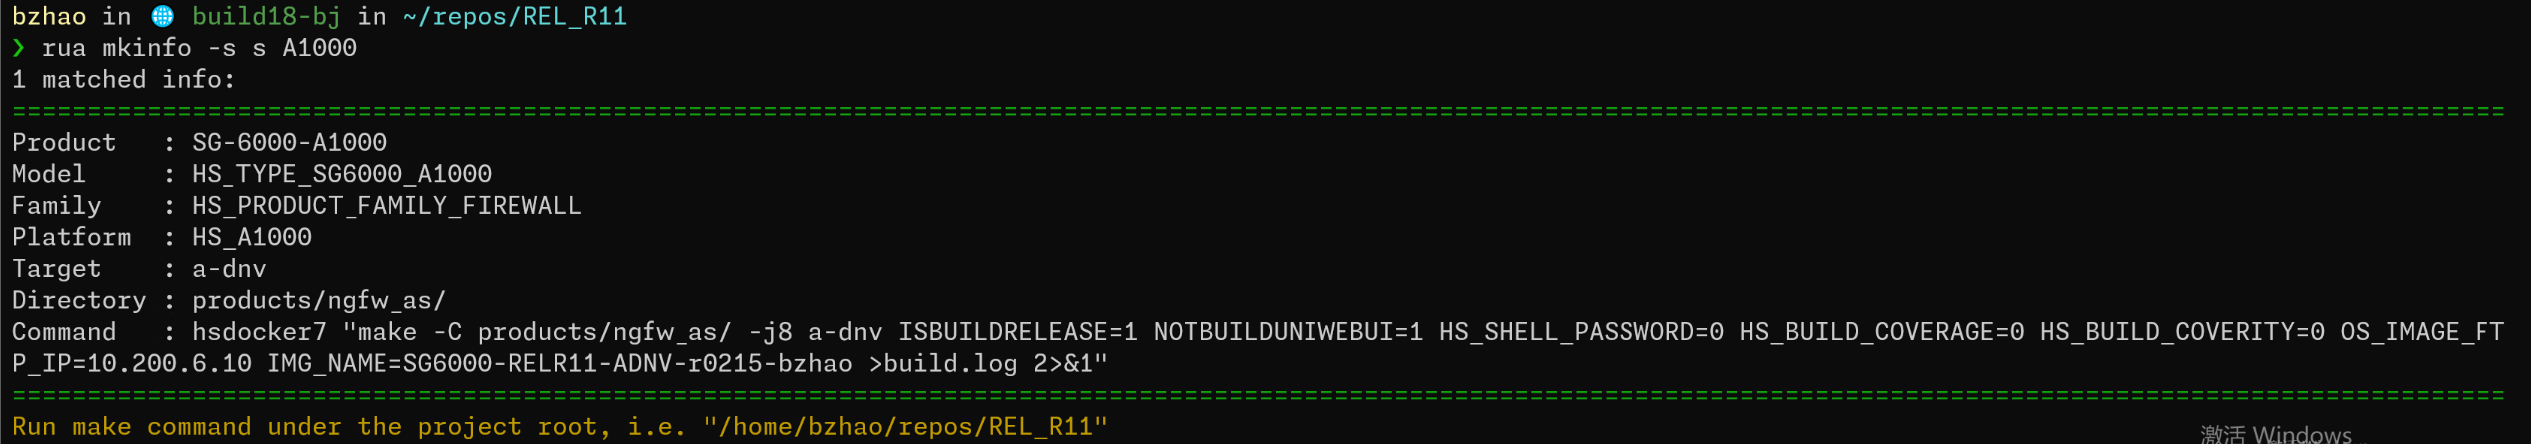 bzhao in 🌐 build18-bj in ~/repos/REL_R11
❯ rua mkinfo -s s A1000
1 matched info:
======================================================================================================================================================================
Product   : SG-6000-A1000
Model     : HS_TYPE_SG6000_A1000
Family    : HS_PRODUCT_FAMILY_FIREWALL
Platform  : HS_A1000
Target    : a-dnv
Directory : products/ngfw_as/
Command   : hsdocker7 "make -C products/ngfw_as/ -j8 a-dnv ISBUILDRELEASE=1 NOTBUILDUNIWEBUI=1 HS_SHELL_PASSWORD=0 HS_BUILD_COVERAGE=0 HS_BUILD_COVERITY=0 OS_IMAGE_FT
P_IP=10.200.6.10 IMG_NAME=SG6000-RELR11-ADNV-r0215-bzhao >build.log 2>&1"
======================================================================================================================================================================
Run make command under the project root, i.e. "/home/bzhao/repos/REL_R11"
激活 Windows